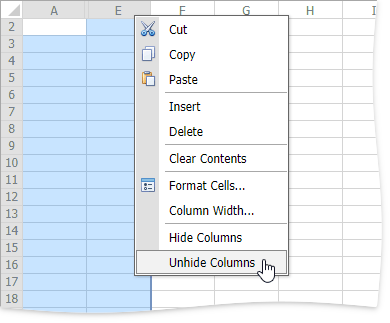 A E F G H I
2
3
4 Cut
5 Copy
6 Paste
7
8 Insert
9 Delete
10 Clear Contents
11 Format Cells...
12 Column Width...
13
14 Hide Columns
15
16 Unhide Columns
17
18